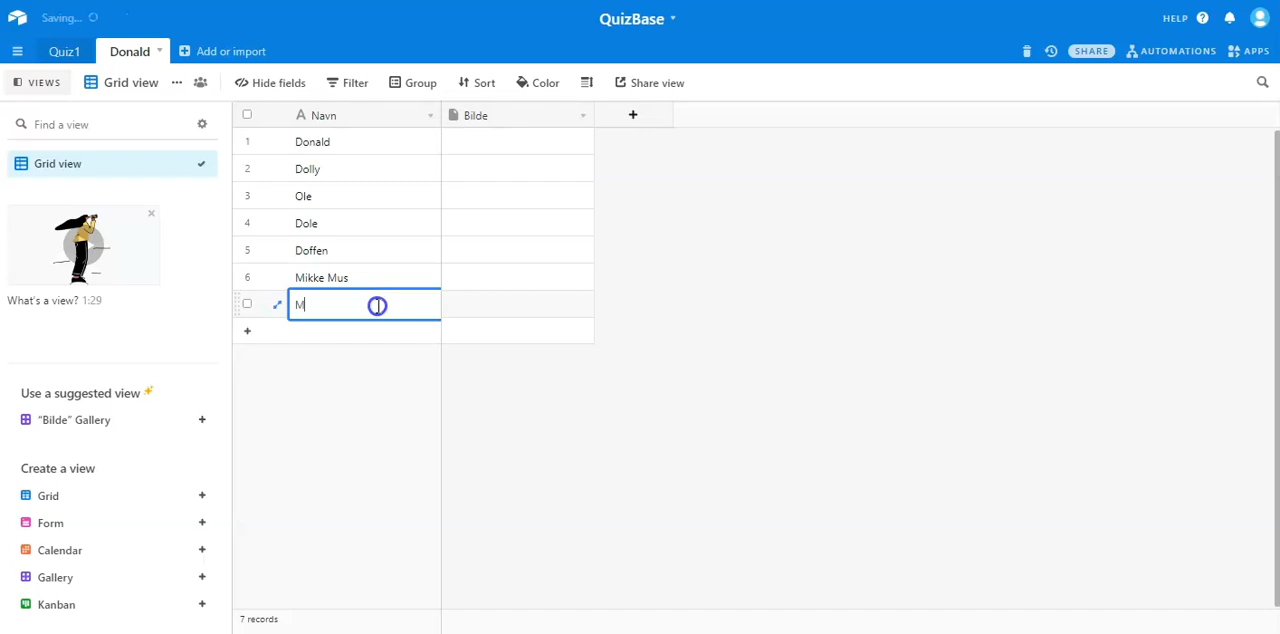 Saving...
QuizBase
HELP
Quiz1
Donald
Add or import
SHARE
AUTOMATIONS
APPS
VIEWS
Grid view
Hide fields
Filter
Group
Sort
Color
Share view
Find a view
Navn
Bilde
1 Donald
Grid view
2 Dolly
3 Ole
4 Dole
5 Doffen
6 Mikke Mus
What's a view? 1:29
M
Use a suggested view
"Bilde" Gallery
Create a view
Grid
Form
Calendar
Gallery
Kanban
7 records